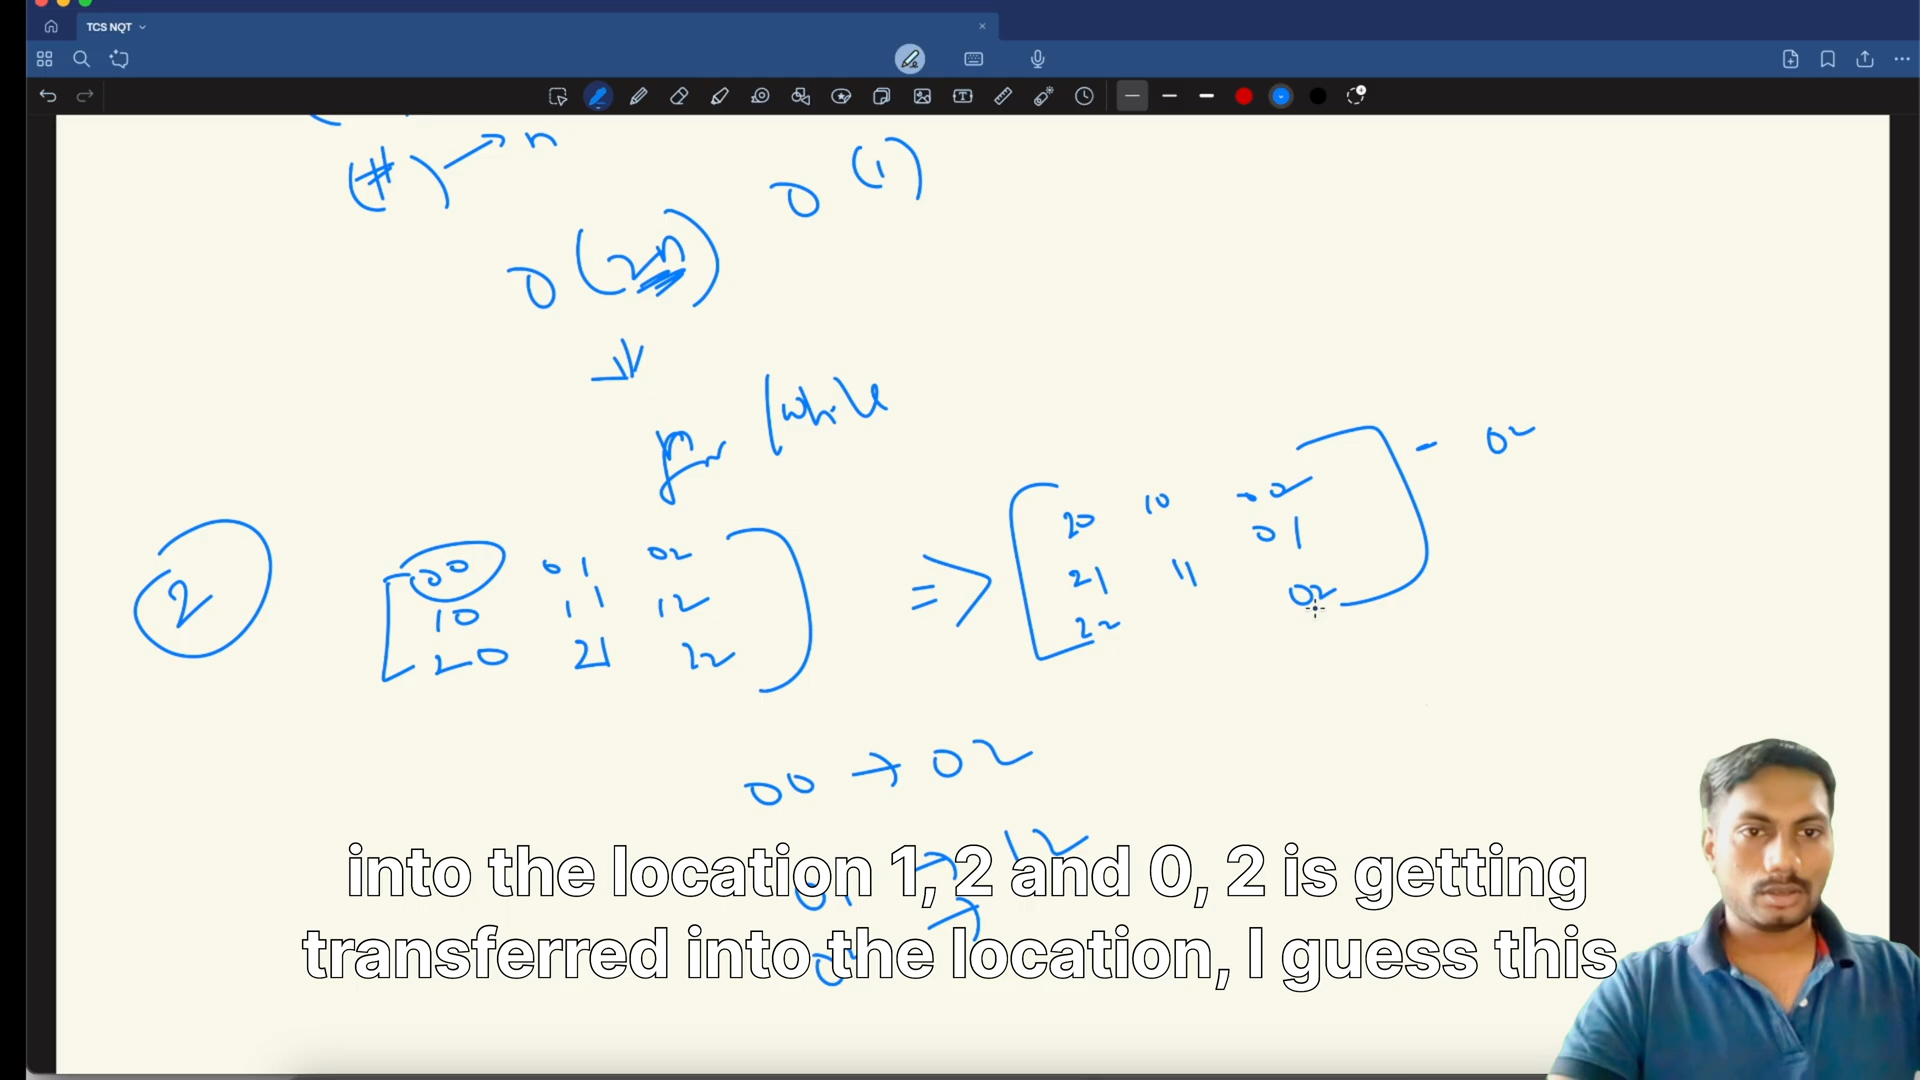 TCS NQT
(#) → n
O (1)
O (2n)
for / while
2
00 01 02
10 11 12
20 21 22
=>
20 10 00
21 11 01
22 02
- 02
00 → 02
01 → 12
02 →
into the location 1, 2 and 0, 2 is getting
transferred into the location, I guess this